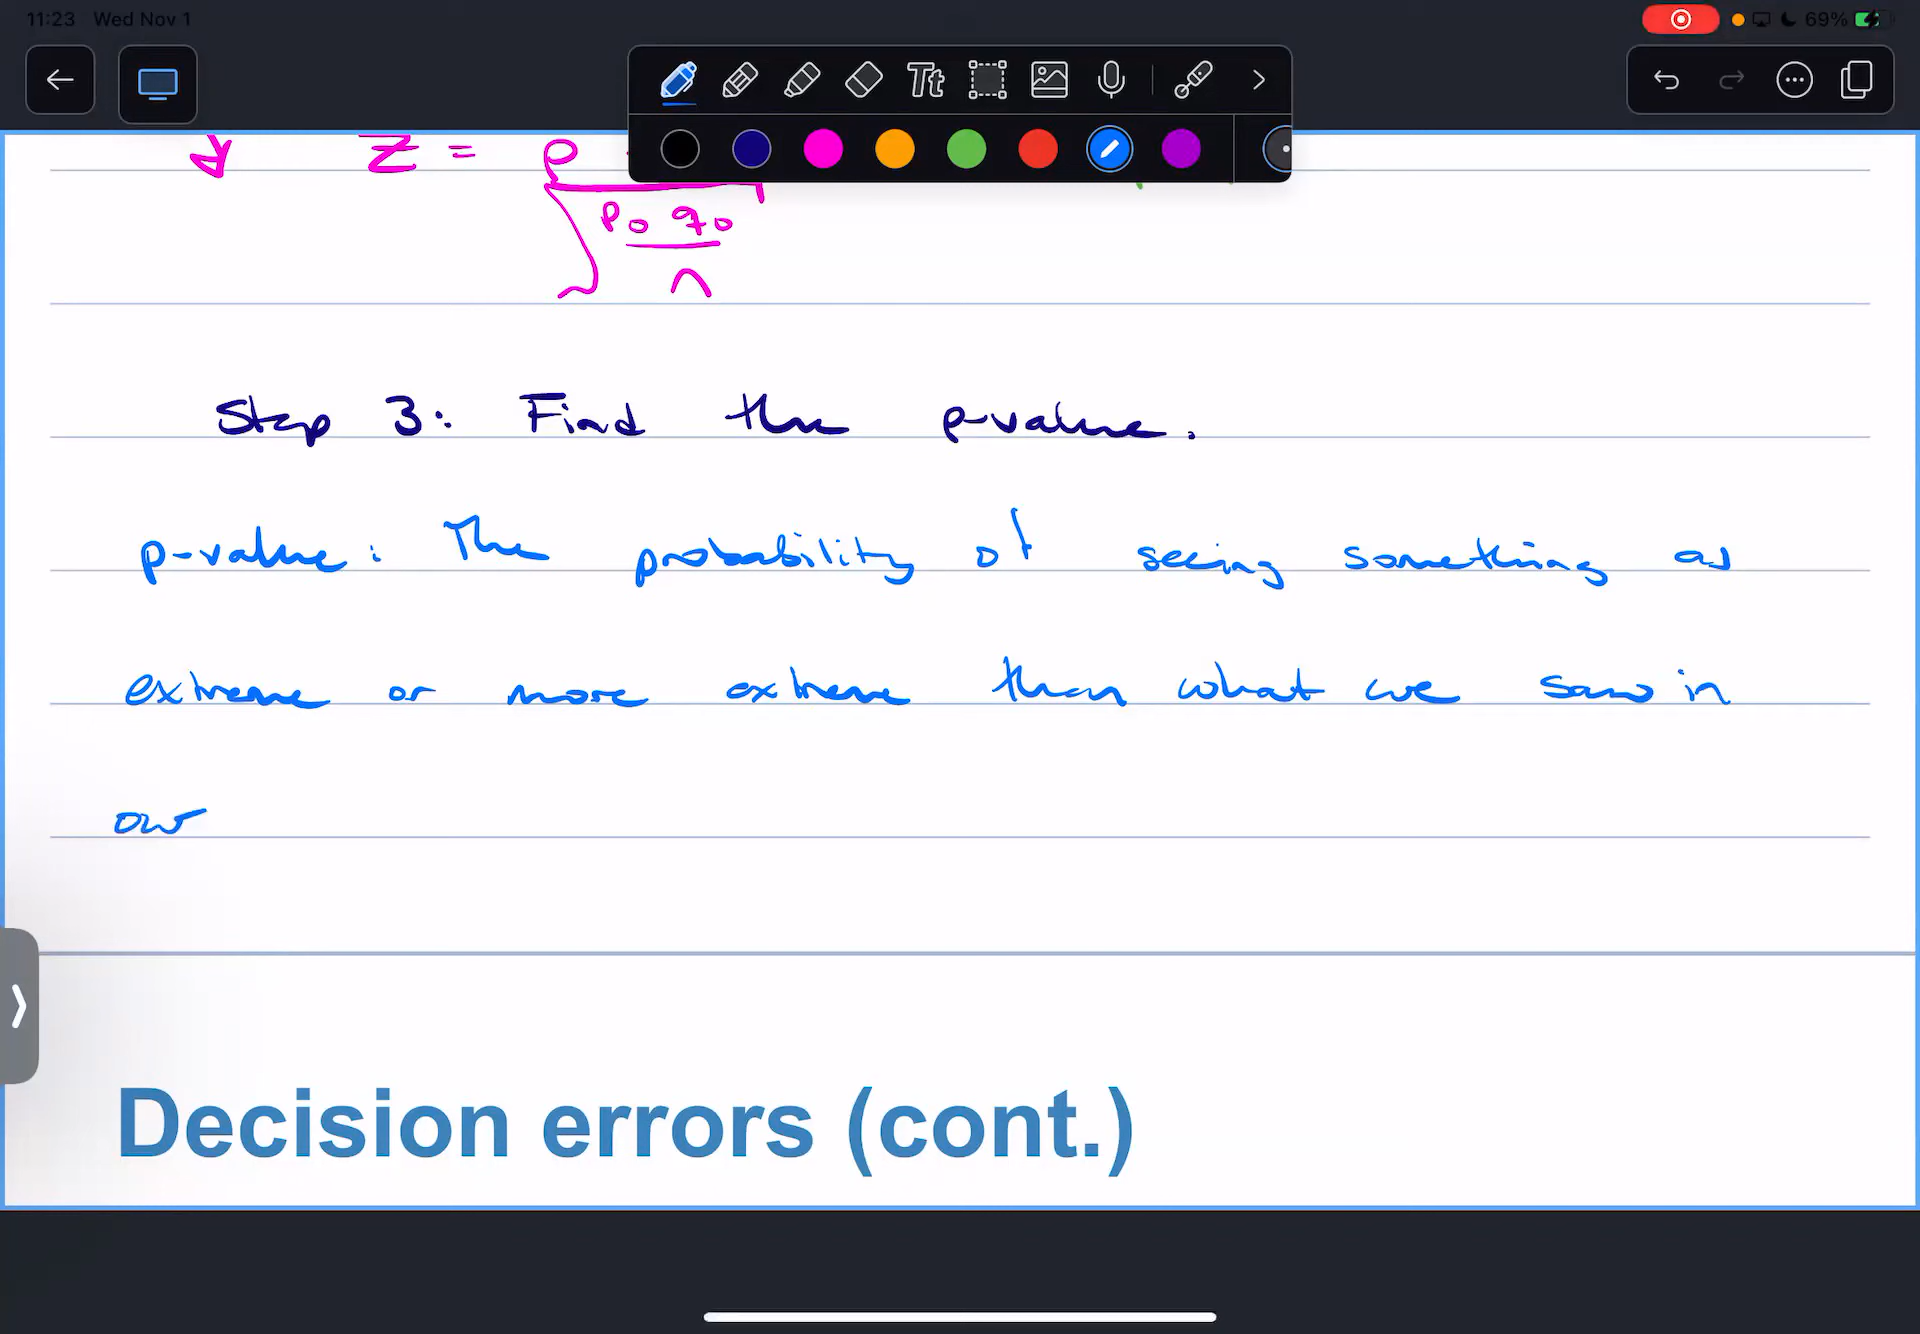 11:23 Wed Nov 1
69%
Tt
Z = p
p₀ q₀
n
Step 3: Find the p-value.
p-value: The probability of seeing something as
extreme or more extreme than what we saw in
our
Decision errors (cont.)